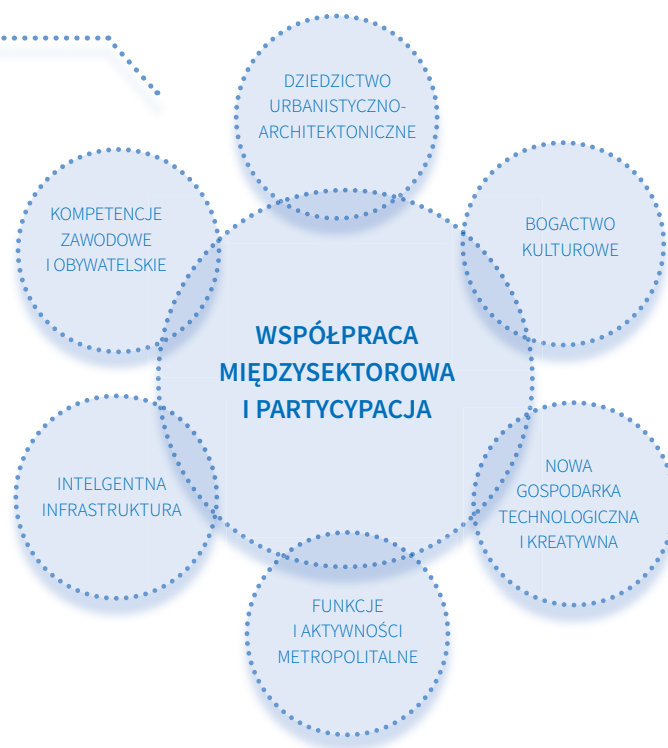 DZIEDZICTWO
URBANISTYCZNO-
ARCHITEKTONICZNE
KOMPETENCJE
ZAWODOWE
I OBYWATELSKIE
BOGACTWO
KULTUROWE
WSPÓŁPRACA
MIĘDZYSEKTOROWA
I PARTYCYPACJA
INTELGENTNA
INFRASTRUKTURA
NOWA
GOSPODARKA
TECHNOLOGICZNA
I KREATYWNA
FUNKCJE
I AKTYWNOŚCI
METROPOLITALNE